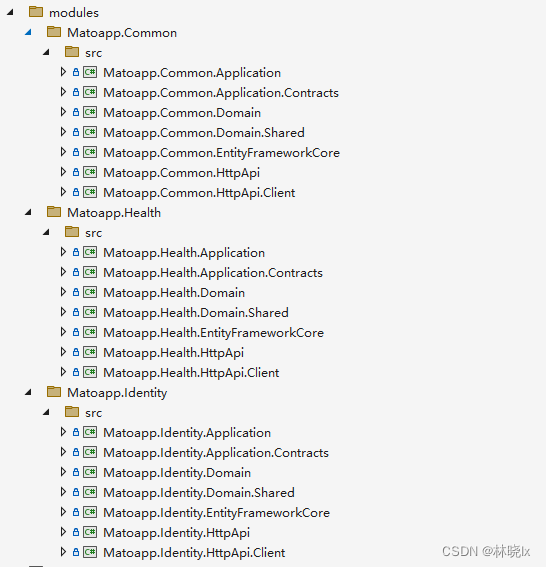 modules
Matoapp.Common
src
Matoapp.Common.Application
Matoapp.Common.Application.Contracts
Matoapp.Common.Domain
Matoapp.Common.Domain.Shared
Matoapp.Common.EntityFrameworkCore
Matoapp.Common.HttpApi
Matoapp.Common.HttpApi.Client
Matoapp.Health
src
Matoapp.Health.Application
Matoapp.Health.Application.Contracts
Matoapp.Health.Domain
Matoapp.Health.Domain.Shared
Matoapp.Health.EntityFrameworkCore
Matoapp.Health.HttpApi
Matoapp.Health.HttpApi.Client
Matoapp.Identity
src
Matoapp.Identity.Application
Matoapp.Identity.Application.Contracts
Matoapp.Identity.Domain
Matoapp.Identity.Domain.Shared
Matoapp.Identity.EntityFrameworkCore
Matoapp.Identity.HttpApi
Matoapp.Identity.HttpApi.Client
CSDN @林晓lx